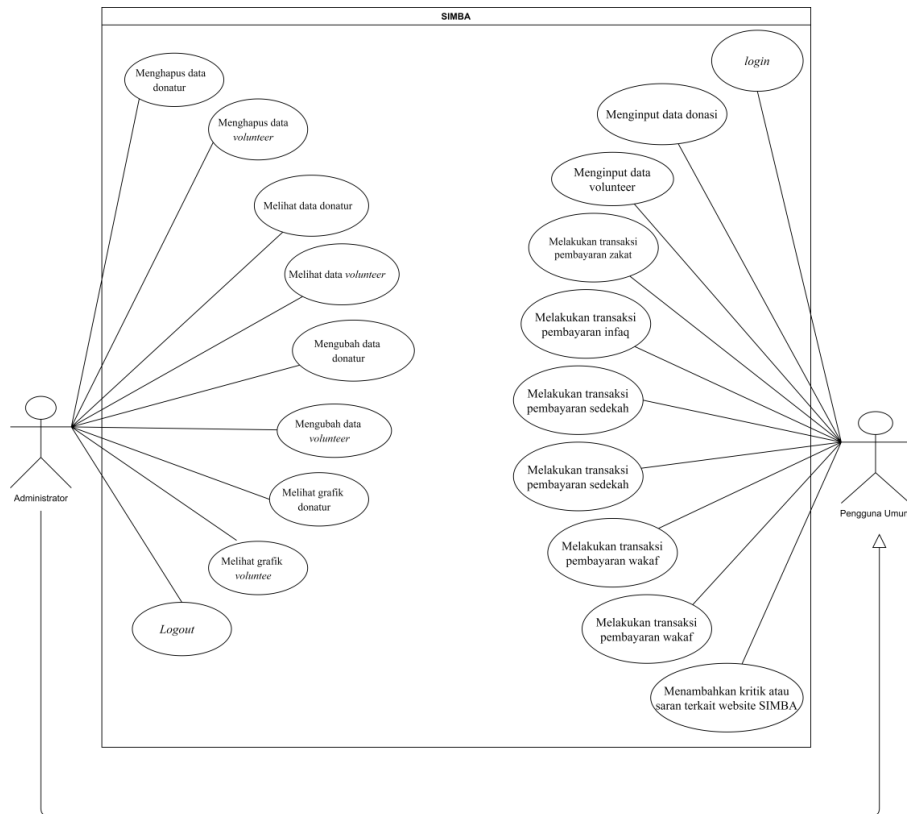 SIMBA
Menghapus data
donatur
Menghapus data
volunteer
Melihat data donatur
Melihat data volunteer
Mengubah data
donatur
Mengubah data
volunteer
Melihat grafik
donatur
Melihat grafik
voluntee
Logout
Administrator
login
Menginput data donasi
Menginput data
volunteer
Melakukan transaksi
pembayaran zakat
Melakukan transaksi
pembayaran infaq
Melakukan transaksi
pembayaran sedekah
Melakukan transaksi
pembayaran sedekah
Melakukan transaksi
pembayaran wakaf
Melakukan transaksi
pembayaran wakaf
Menambahkan kritik atau
saran terkait website SIMBA
Pengguna Umum